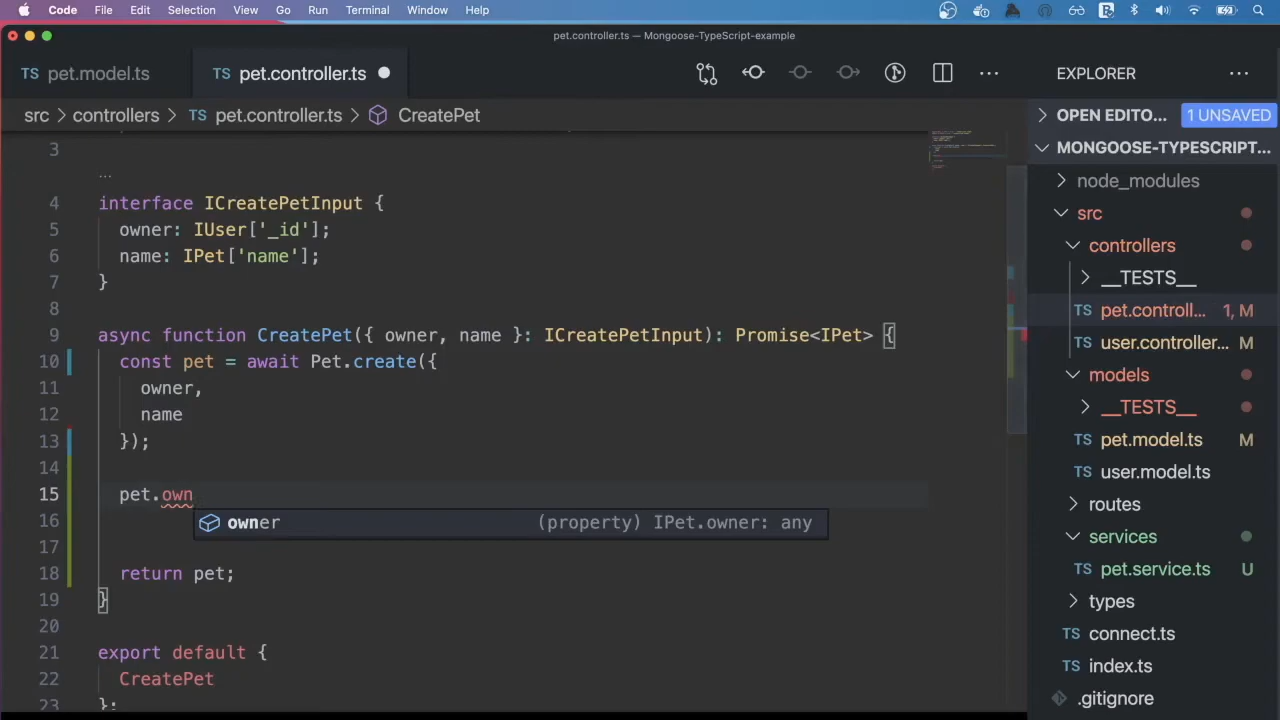 Code File Edit Selection View Go Run Terminal Window Help
pet.controller.ts — Mongoose-TypeScript-example
TS pet.model.ts TS pet.controller.ts
src > controllers > TS pet.controller.ts > CreatePet
3
...
4 interface ICreatePetInput {
5 owner: IUser['_id'];
6 name: IPet['name'];
7 }
8
9 async function CreatePet({ owner, name }: ICreatePetInput): Promise<IPet> {
10 const pet = await Pet.create({
11 owner,
12 name
13 });
14
15 pet.own
owner (property) IPet.owner: any
16
17
18 return pet;
19 }
20
21 export default {
22 CreatePet
23 };
EXPLORER ...
OPEN EDITO... 1 UNSAVED
MONGOOSE-TYPESCRIPT...
node_modules
src
controllers
__TESTS__
TS pet.controll... 1, M
TS user.controller... M
models
__TESTS__
TS pet.model.ts M
TS user.model.ts
routes
services
TS pet.service.ts U
types
TS connect.ts
TS index.ts
.gitignore